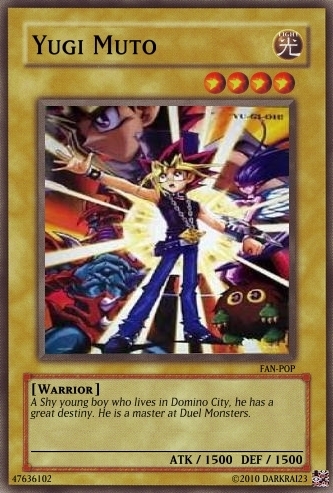 YUGI MUTO
LIGHT
光
YU-GI-OH!
FAN-POP
[WARRIOR]
A Shy young boy who lives in Domino City, he has a
great destiny. He is a master at Duel Monsters.
ATK / 1500 DEF / 1500
47636102
©2010 DARKRAI23